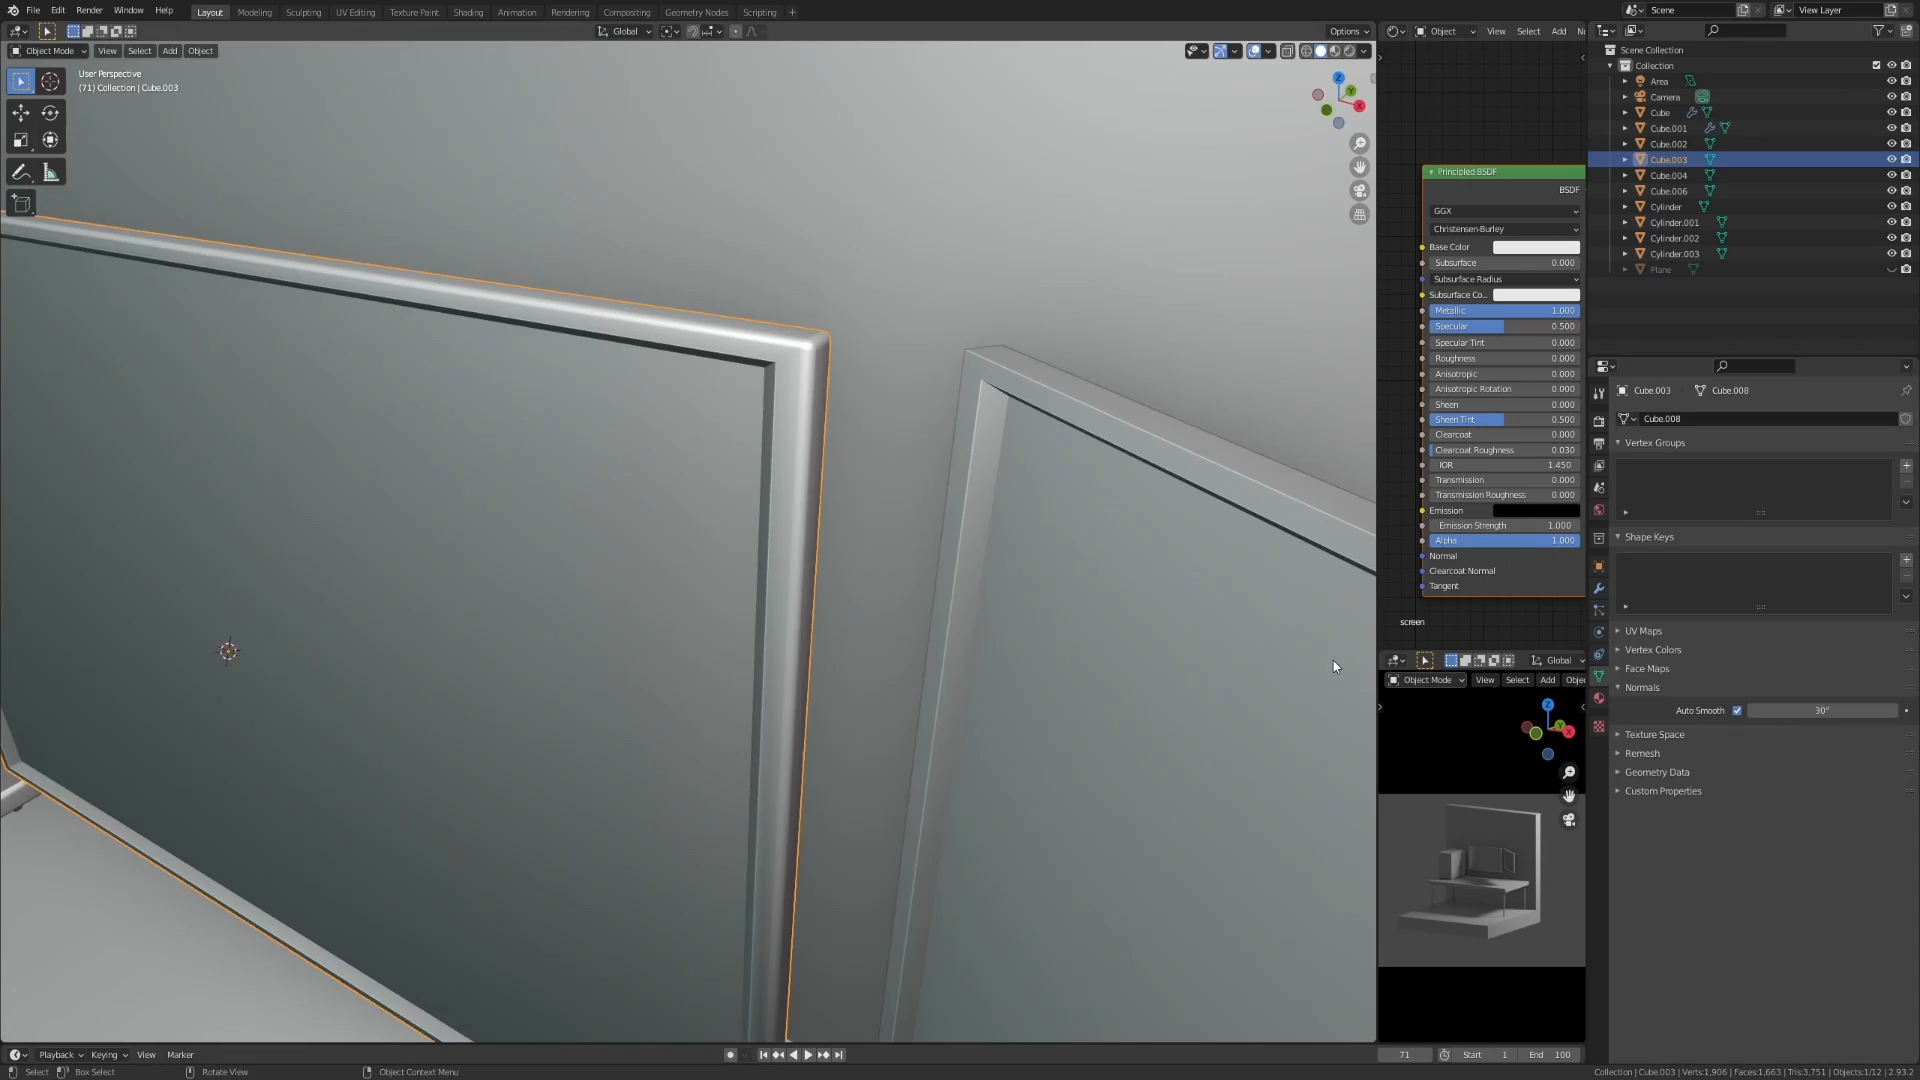 File Edit Render Window Help Layout Modeling Sculpting UV Editing Texture Paint Shading Animation Rendering Compositing Geometry Nodes Scripting + Scene View Layer
Global Options Object View Select Add
Object Mode View Select Add Object
User Perspective
(71) Collection | Cube.003
Z
Y
X
Principled BSDF
BSDF
GGX
Christensen-Burley
Base Color
Subsurface 0.000
Subsurface Radius
Subsurface Co...
Metallic 1.000
Specular 0.500
Specular Tint 0.000
Roughness 0.000
Anisotropic 0.000
Anisotropic Rotation 0.000
Sheen 0.000
Sheen Tint 0.500
Clearcoat 0.000
Clearcoat Roughness 0.030
IOR 1.450
Transmission 0.000
Transmission Roughness 0.000
Emission
Emission Strength 1.000
Alpha 1.000
Normal
Clearcoat Normal
Tangent
screen
Global
Object Mode View Select Add Obje
Z
Y
X
Scene Collection
Collection
Area
Camera
Cube
Cube.001
Cube.002
Cube.003
Cube.004
Cube.006
Cylinder
Cylinder.001
Cylinder.002
Cylinder.003
Plane
Cube.003 Cube.008
Cube.008
Vertex Groups
Shape Keys
UV Maps
Vertex Colors
Face Maps
Normals
Auto Smooth 30°
Texture Space
Remesh
Geometry Data
Custom Properties
Playback Keying View Marker 71 Start 1 End 100
Select Box Select Rotate View Object Context Menu Collection | Cube.003 | Verts:1,906 | Faces:1,663 | Tris:3,751 | Objects:1/12 | 2.93.2